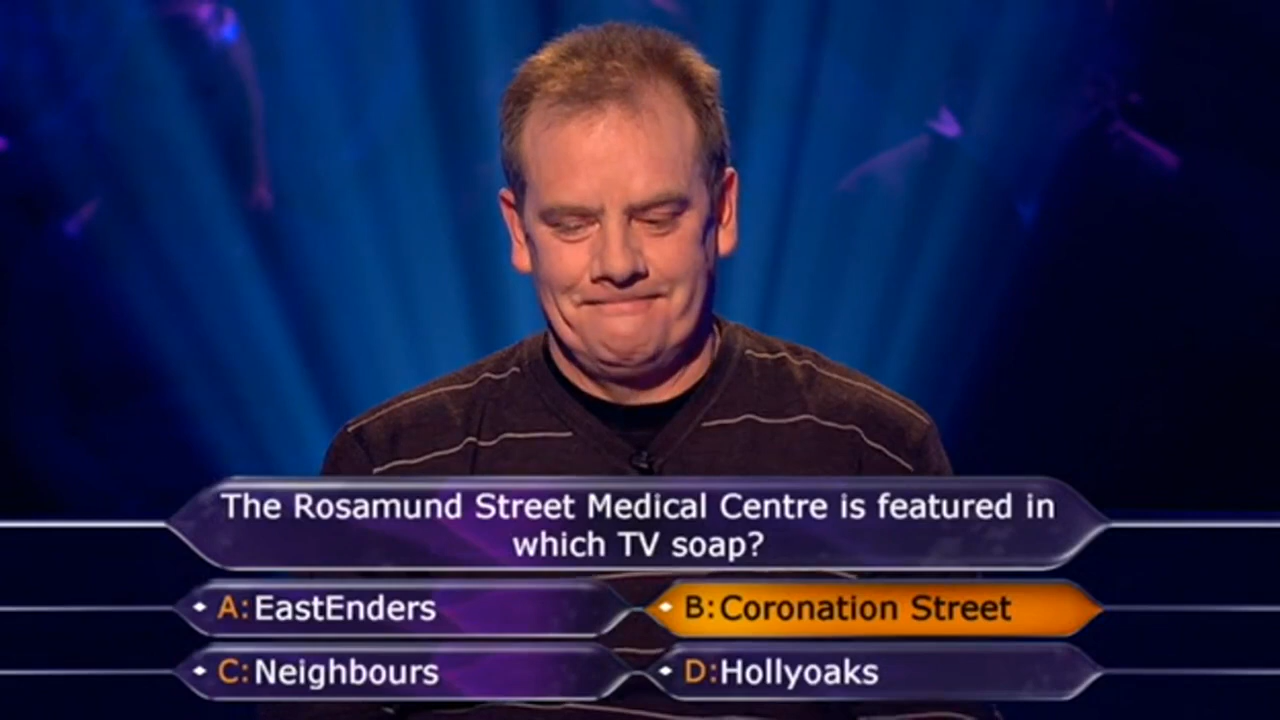 The Rosamund Street Medical Centre is featured in
which TV soap?
A: EastEnders
B: Coronation Street
C: Neighbours
D: Hollyoaks